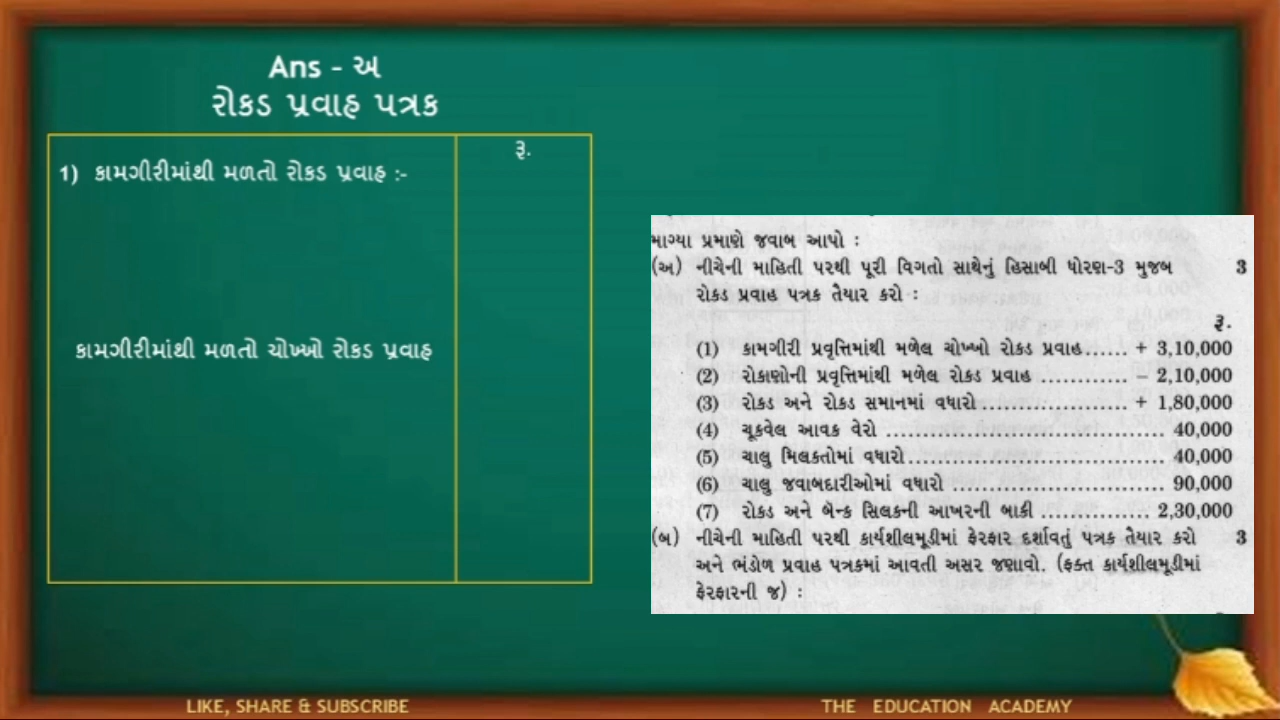 Ans - અ
રોકડ પ્રવાહ પત્રક
રૂ.
1) કામગીરીમાંથી મળતો રોકડ પ્રવાહ :-
કામગીરીમાંથી મળતો ચોખ્ખો રોકડ પ્રવાહ
માગ્યા પ્રમાણે જવાબ આપો :
(અ) નીચેની માહિતી પરથી પૂરી વિગતો સાથેનું હિસાબી ધોરણ-3 મુજબ 3
રોકડ પ્રવાહ પત્રક તૈયાર કરો :
રૂ.
(1) કામગીરી પ્રવૃત્તિમાંથી મળેલ ચોખ્ખો રોકડ પ્રવાહ...... + 3,10,000
(2) રોકાણોની પ્રવૃત્તિમાંથી મળેલ રોકડ પ્રવાહ ............ – 2,10,000
(3) રોકડ અને રોકડ સમાનમાં વધારો .................... + 1,80,000
(4) ચૂકવેલ આવક વેરો ...................................... 40,000
(5) ચાલુ મિલકતોમાં વધારો................................... 40,000
(6) ચાલુ જવાબદારીઓમાં વધારો ............................. 90,000
(7) રોકડ અને બૅન્ક સિલકની આખરની બાકી ............... 2,30,000
(બ) નીચેની માહિતી પરથી કાર્યશીલમૂડીમાં ફેરફાર દર્શાવતું પત્રક તૈયાર કરો 3
અને ભંડોળ પ્રવાહ પત્રકમાં આવતી અસર જણાવો. (ફક્ત કાર્યશીલમૂડીમાં
ફેરફારની જ) :
LIKE, SHARE & SUBSCRIBE
THE EDUCATION ACADEMY